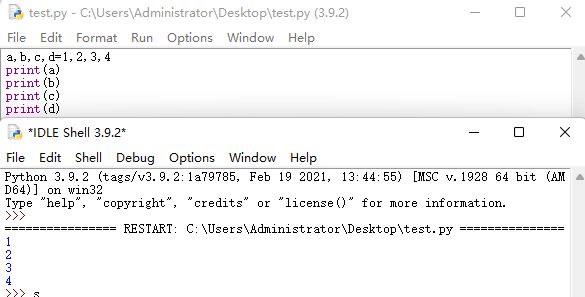 test.py - C:\Users\Administrator\Desktop\test.py (3.9.2)
File Edit Format Run Options Window Help
a,b,c,d=1,2,3,4
print(a)
print(b)
print(c)
print(d)
*IDLE Shell 3.9.2*
File Edit Shell Debug Options Window Help
Python 3.9.2 (tags/v3.9.2:1a79785, Feb 19 2021, 13:44:55) [MSC v.1928 64 bit (AM
D64)] on win32
Type "help", "copyright", "credits" or "license()" for more information.
>>>
================ RESTART: C:\Users\Administrator\Desktop\test.py ===============
1
2
3
4
>>> s